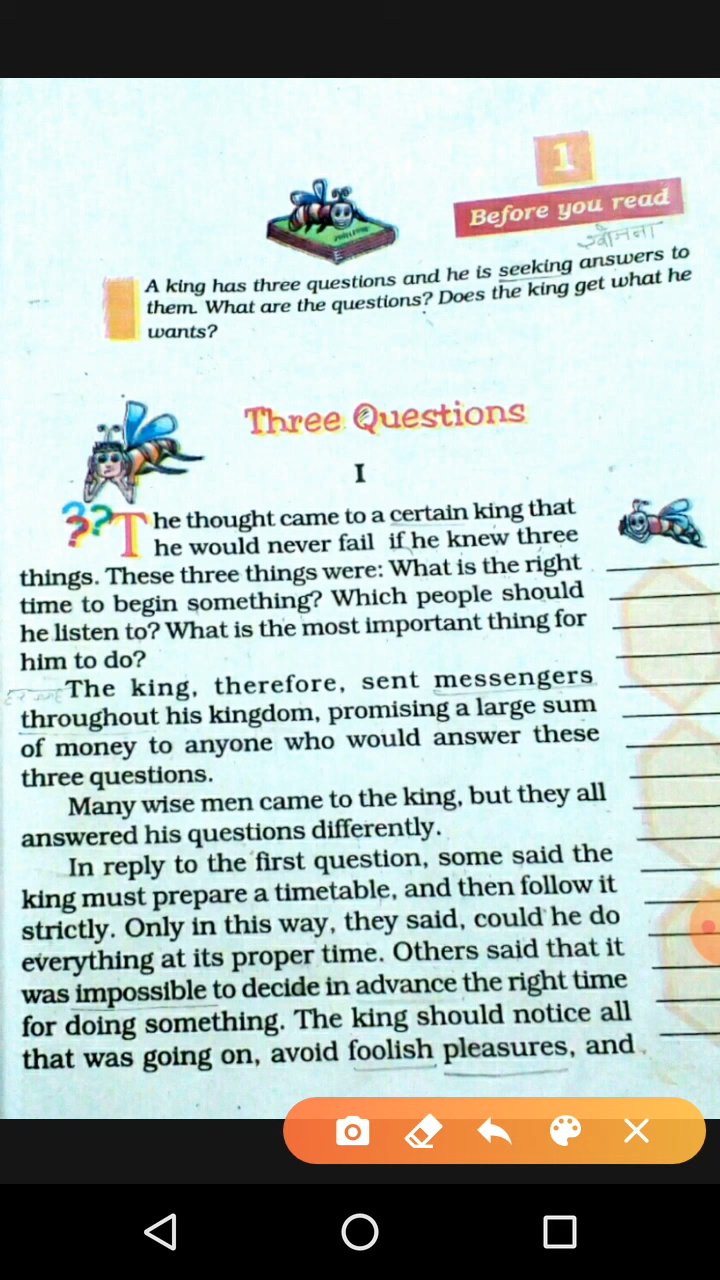 1
Before you read
खोजना
A king has three questions and he is seeking answers to
them. What are the questions? Does the king get what he
wants?
Three Questions
I
The thought came to a certain king that
he would never fail if he knew three
things. These three things were: What is the right
time to begin something? Which people should
he listen to? What is the most important thing for
him to do?
The king, therefore, sent messengers
throughout his kingdom, promising a large sum
of money to anyone who would answer these
three questions.
Many wise men came to the king, but they all
answered his questions differently.
In reply to the first question, some said the
king must prepare a timetable, and then follow it
strictly. Only in this way, they said, could he do
everything at its proper time. Others said that it
was impossible to decide in advance the right time
for doing something. The king should notice all
that was going on, avoid foolish pleasures, and